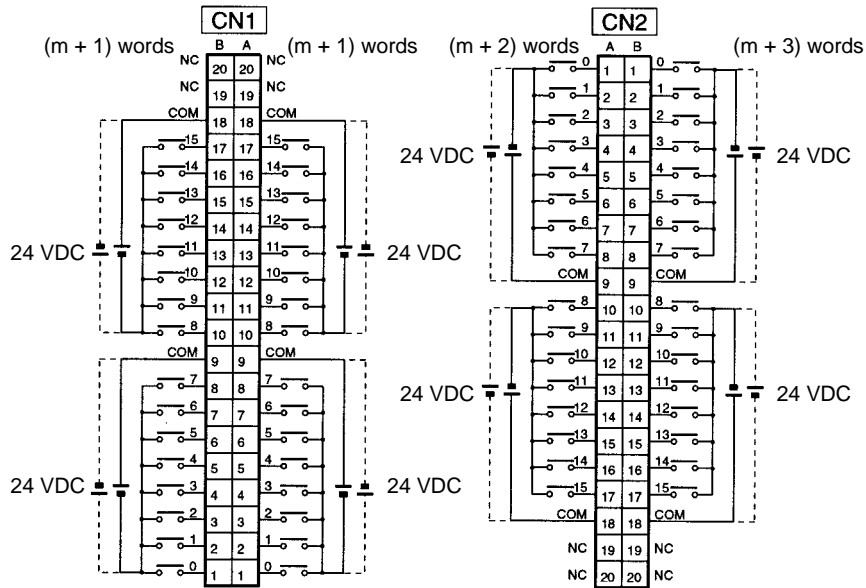 CN1
B A
(m + 1) words (m + 1) words
NC 20 20 NC
NC 19 19 NC
COM 18 18 COM
15 17 17 15
14 16 16 14
13 15 15 13
12 14 14 12
11 13 13 11
24 VDC 24 VDC
10 12 12 10
9 11 11 9
8 10 10 8
COM 9 9 COM
7 8 8 7
6 7 7 6
5 6 6 5
4 5 5 4
24 VDC 3 4 4 3 24 VDC
2 3 3 2
1 2 2 1
0 1 1 0
CN2
A B
(m + 2) words (m + 3) words
0 1 1 0
1 2 2 1
2 3 3 2
24 VDC 3 4 4 3 24 VDC
4 5 5 4
5 6 6 5
6 7 7 6
7 8 8 7
COM 9 9 COM
8 10 10 8
9 11 11 9
10 12 12 10
24 VDC 11 13 13 11 24 VDC
12 14 14 12
13 15 15 13
14 16 16 14
15 17 17 15
COM 18 18 COM
NC 19 19 NC
NC 20 20 NC